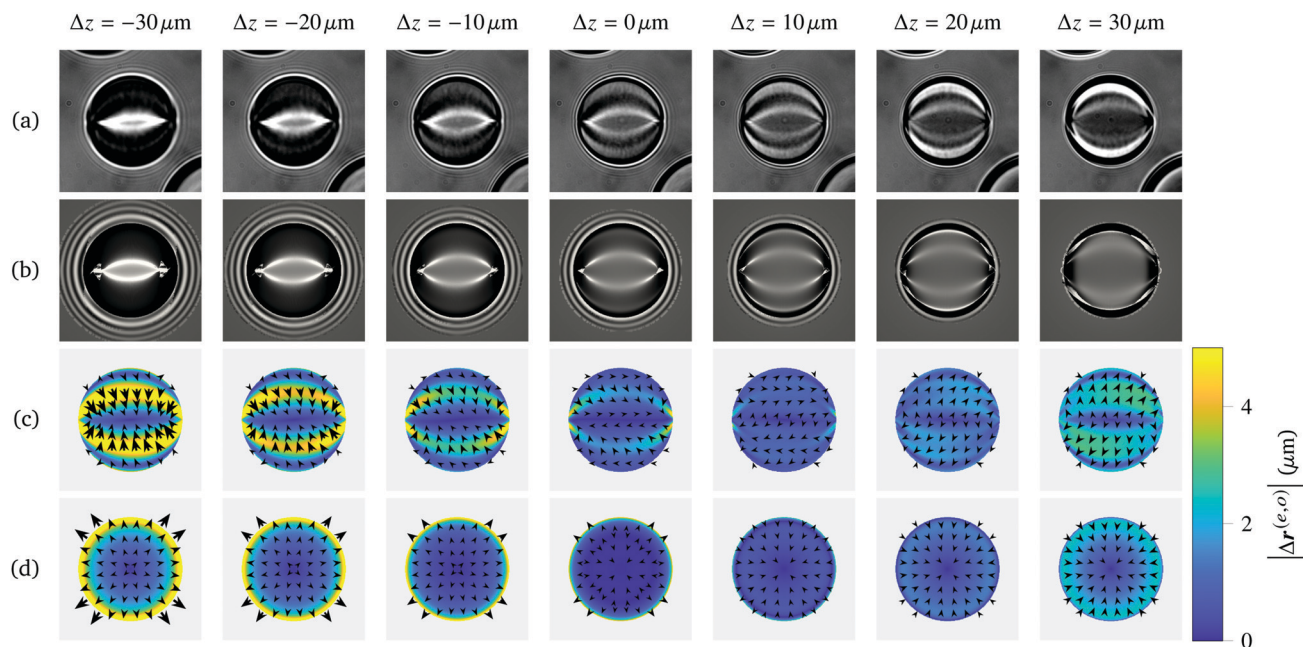 Δz = −30 μm Δz = −20 μm Δz = −10 μm Δz = 0 μm Δz = 10 μm Δz = 20 μm Δz = 30 μm
(a)
(b)
(c)
(d)
4
2
0
|Δr^(e,o)| (μm)